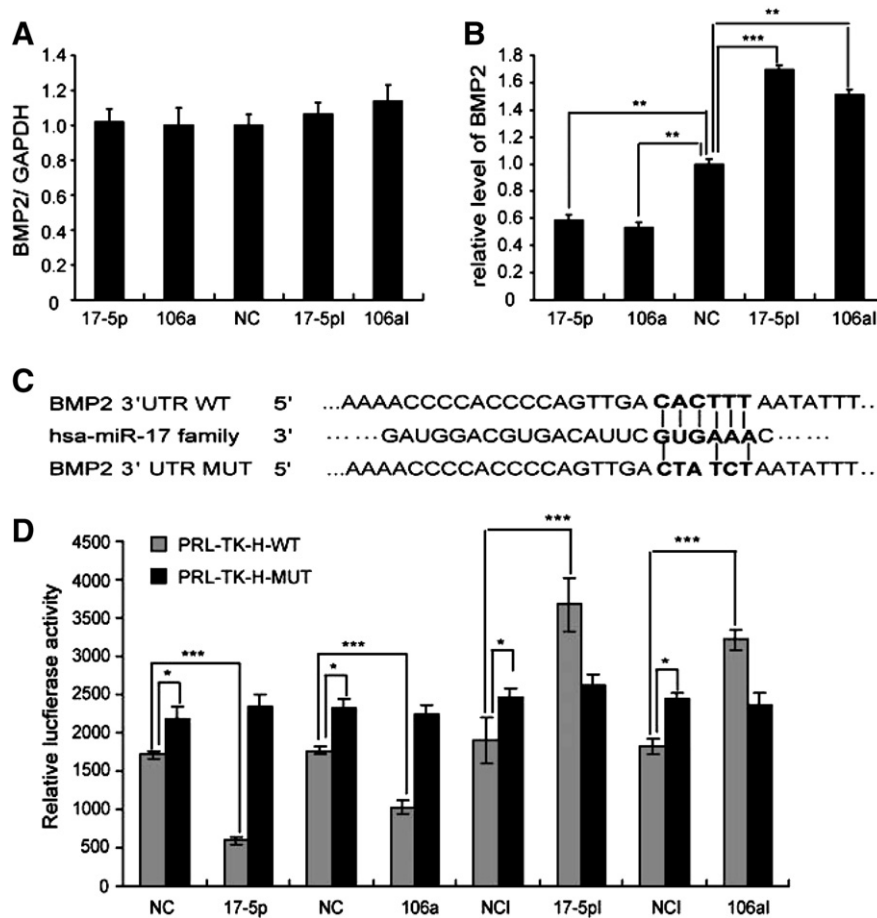 A
BMP2/ GAPDH
1.4
1.2
1.0
0.8
0.6
0.4
0.2
0
17-5p 106a NC 17-5pI 106aI
B
relative level of BMP2
1.8
1.6
1.4
1.2
1.0
0.8
0.6
0.4
0.2
0
**
**
***
**
17-5p 106a NC 17-5pI 106aI
C
BMP2 3'UTR WT 5' ...AAAACCCCACCCCAGTTGA CACTTT AATATTT...
hsa-miR-17 family 3' ... ...GAUGGACGUGACAUUC GUGAAAC... ...
BMP2 3' UTR MUT 5' ...AAAACCCCACCCCAGTTGA CTA TCT AATATTT...
D
Relative lucfierase activity
4500
4000
3500
3000
2500
2000
1500
1000
500
0
PRL-TK-H-WT
PRL-TK-H-MUT
*** * *** * *** * *** *
NC 17-5p NC 106a NCI 17-5pI NCI 106aI